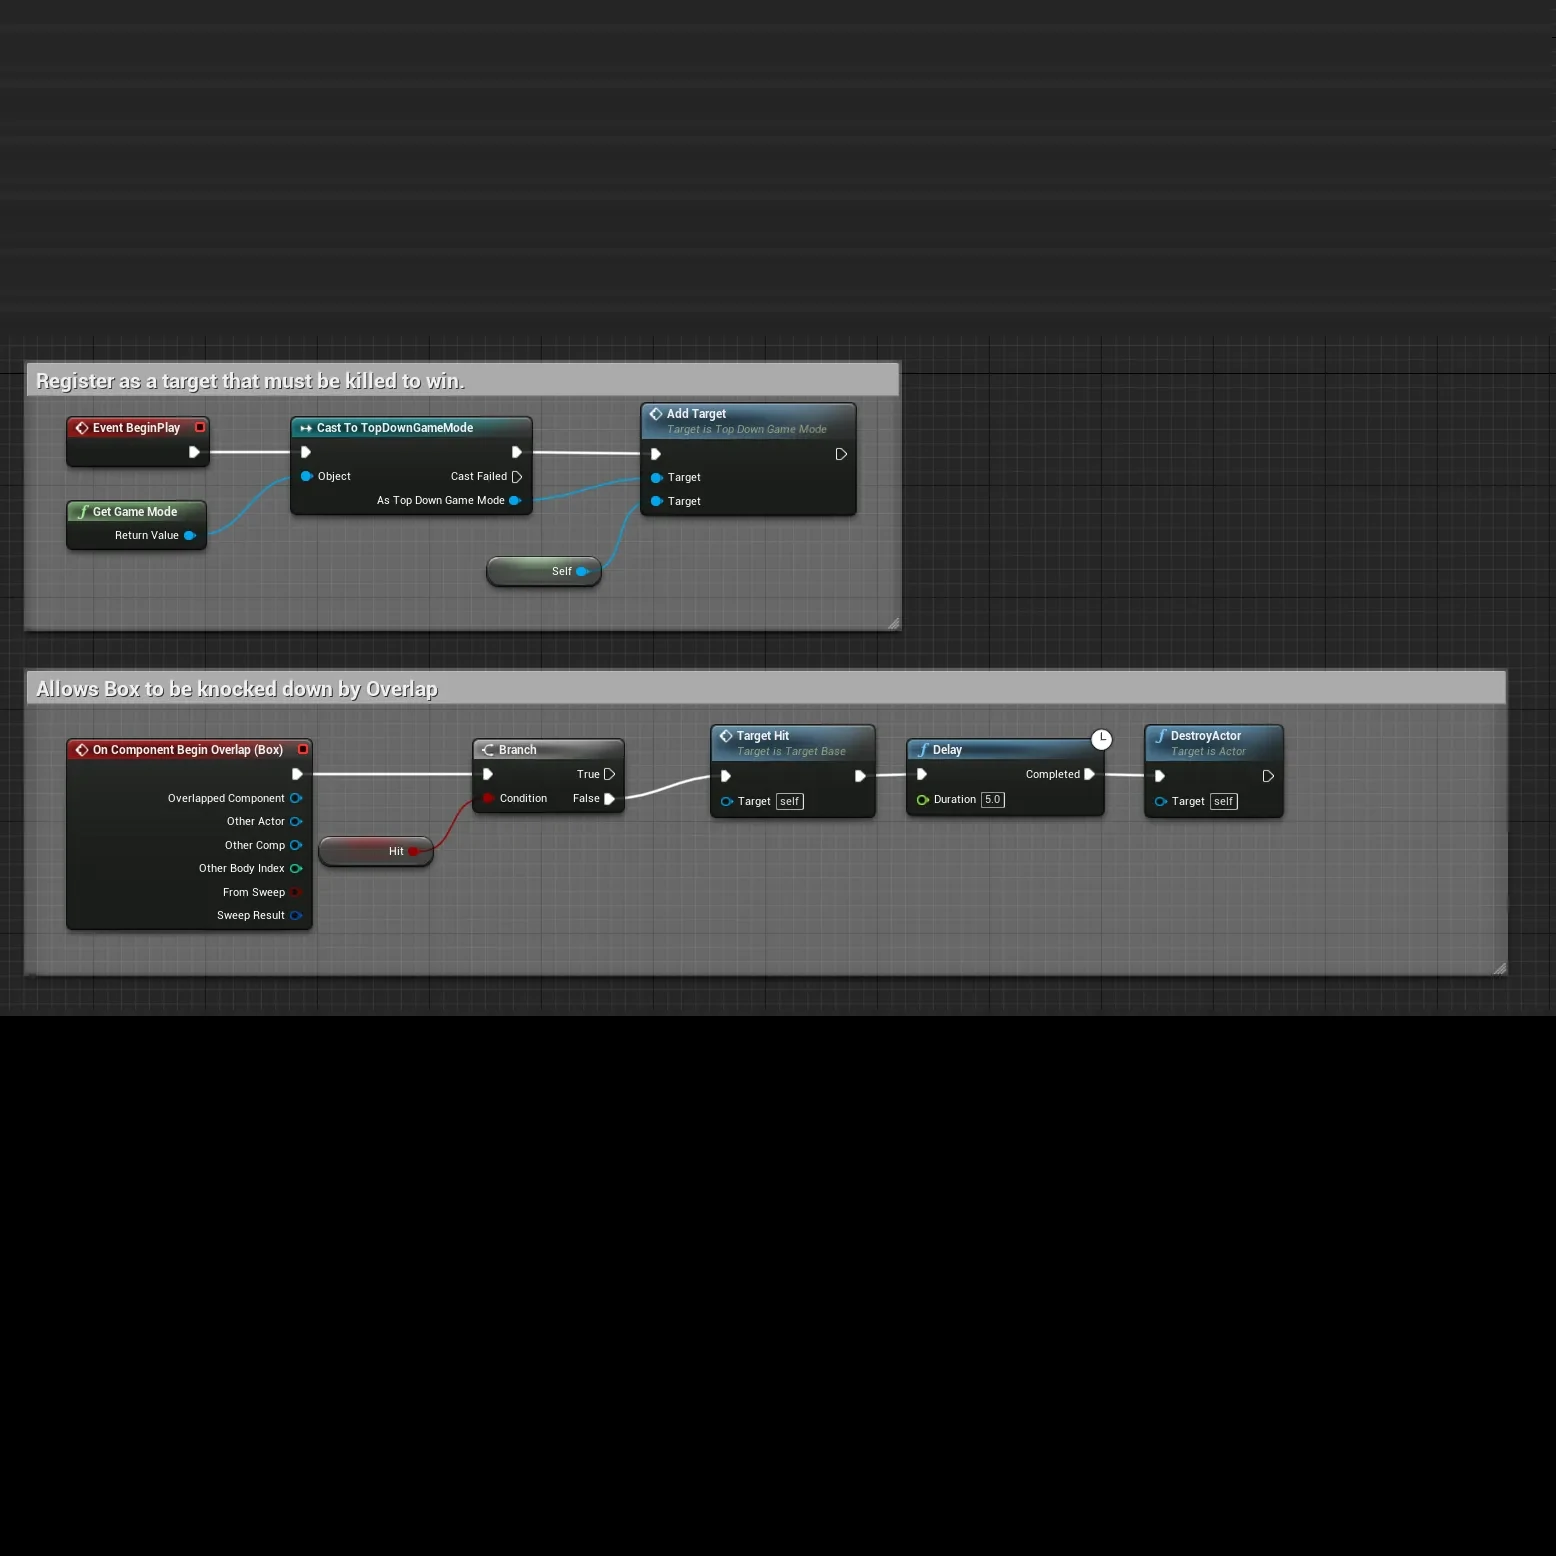 Register as a target that must be killed to win.
Event BeginPlay
Cast To TopDownGameMode
Object
Cast Failed
As Top Down Game Mode
Add Target
Target is Top Down Game Mode
Target
Target
Get Game Mode
Return Value
Self
Allows Box to be knocked down by Overlap
On Component Begin Overlap (Box)
Overlapped Component
Other Actor
Other Comp
Other Body Index
From Sweep
Sweep Result
Hit
Branch
True
Condition
False
Target Hit
Target is Target Base
Target self
Delay
Completed
Duration 5.0
DestroyActor
Target is Actor
Target self